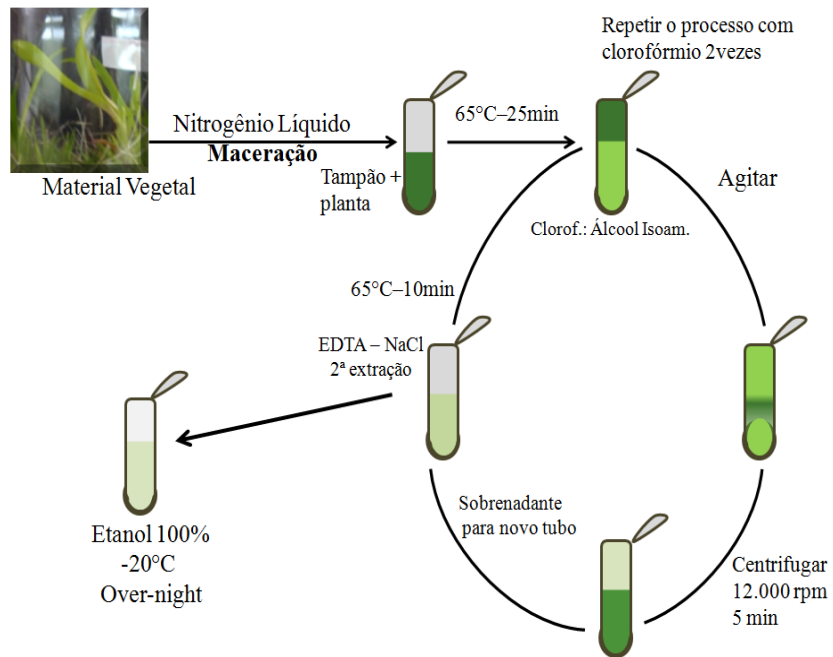 Repetir o processo com
clorofórmio 2vezes
Nitrogênio Líquido
Maceração
65°C–25min
Material Vegetal
Tampão +
planta
Clorof.: Álcool Isoam.
Agitar
65°C–10min
EDTA – NaCl
2ª extração
Sobrenadante
para novo tubo
Etanol 100%
-20°C
Over-night
Centrifugar
12.000 rpm
5 min